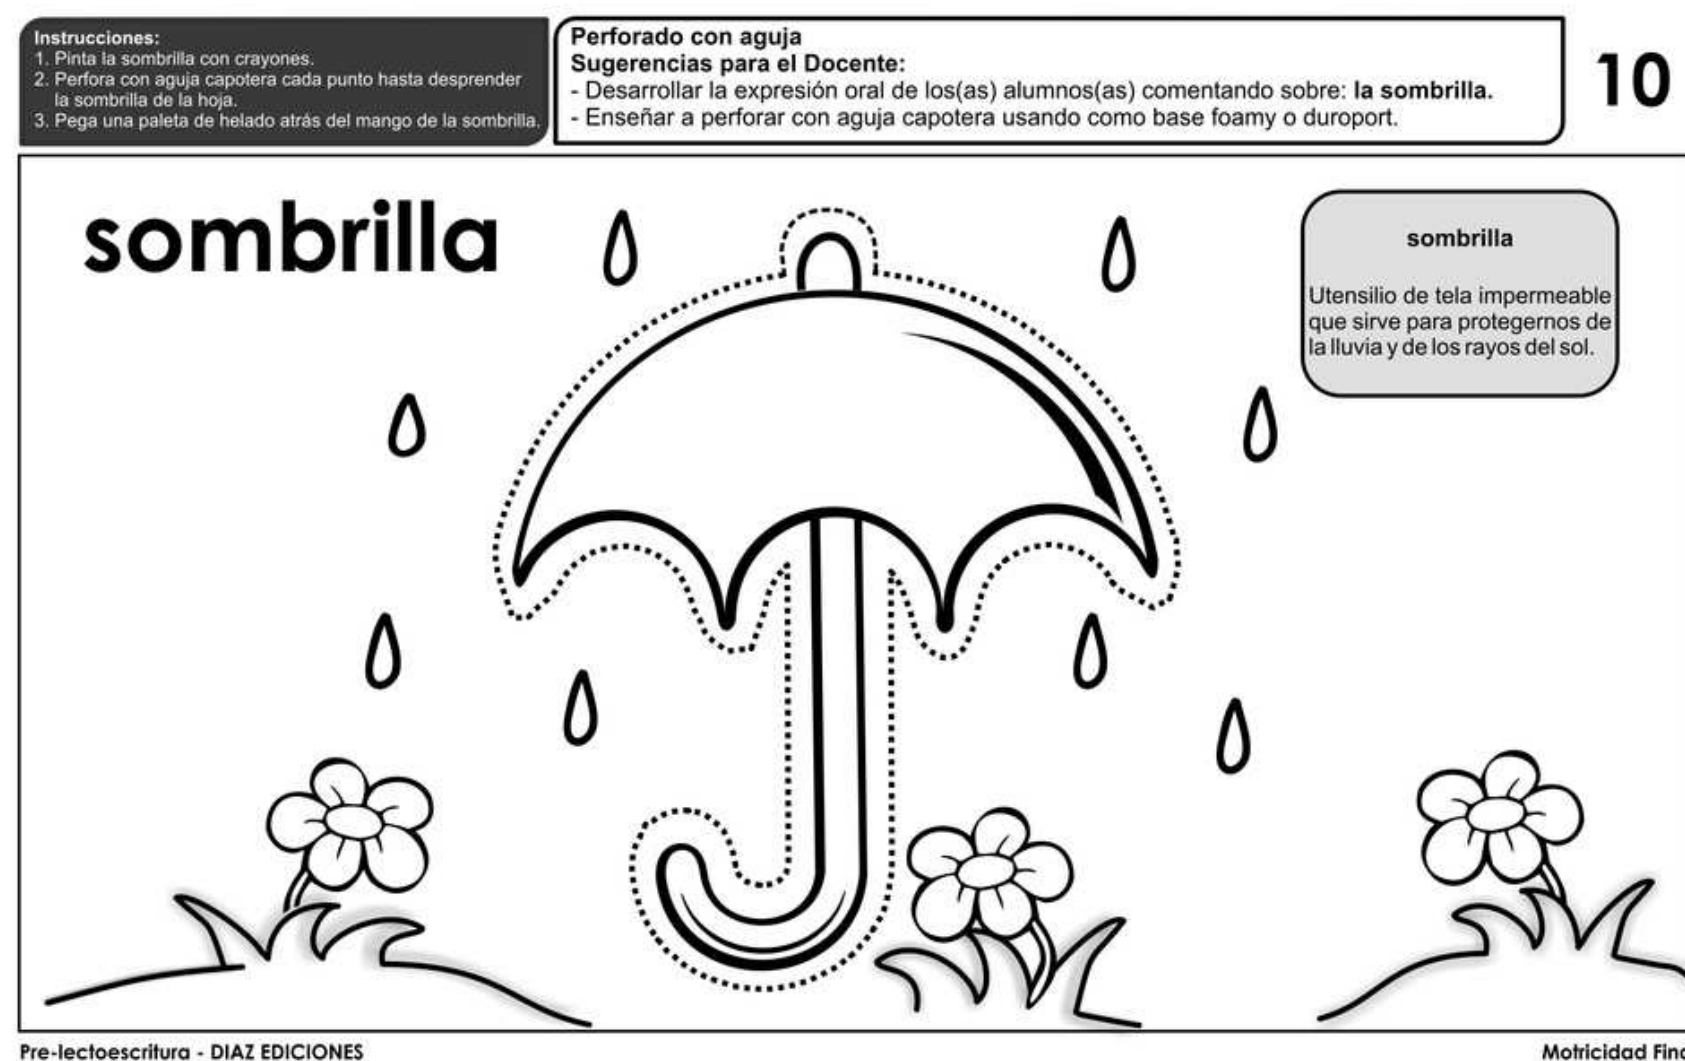 Instrucciones:
1. Pinta la sombrilla con crayones.
2. Perfora con aguja capotera cada punto hasta desprender
la sombrilla de la hoja.
3. Pega una paleta de helado atrás del mango de la sombrilla.
Perforado con aguja
Sugerencias para el Docente:
- Desarrollar la expresión oral de los(as) alumnos(as) comentando sobre: la sombrilla.
- Enseñar a perforar con aguja capotera usando como base foamy o duroport.
10
sombrilla
sombrilla
Utensilio de tela impermeable
que sirve para protegernos de
la lluvia y de los rayos del sol.
Pre-lectoescritura - DIAZ EDICIONES
Motricidad Fina